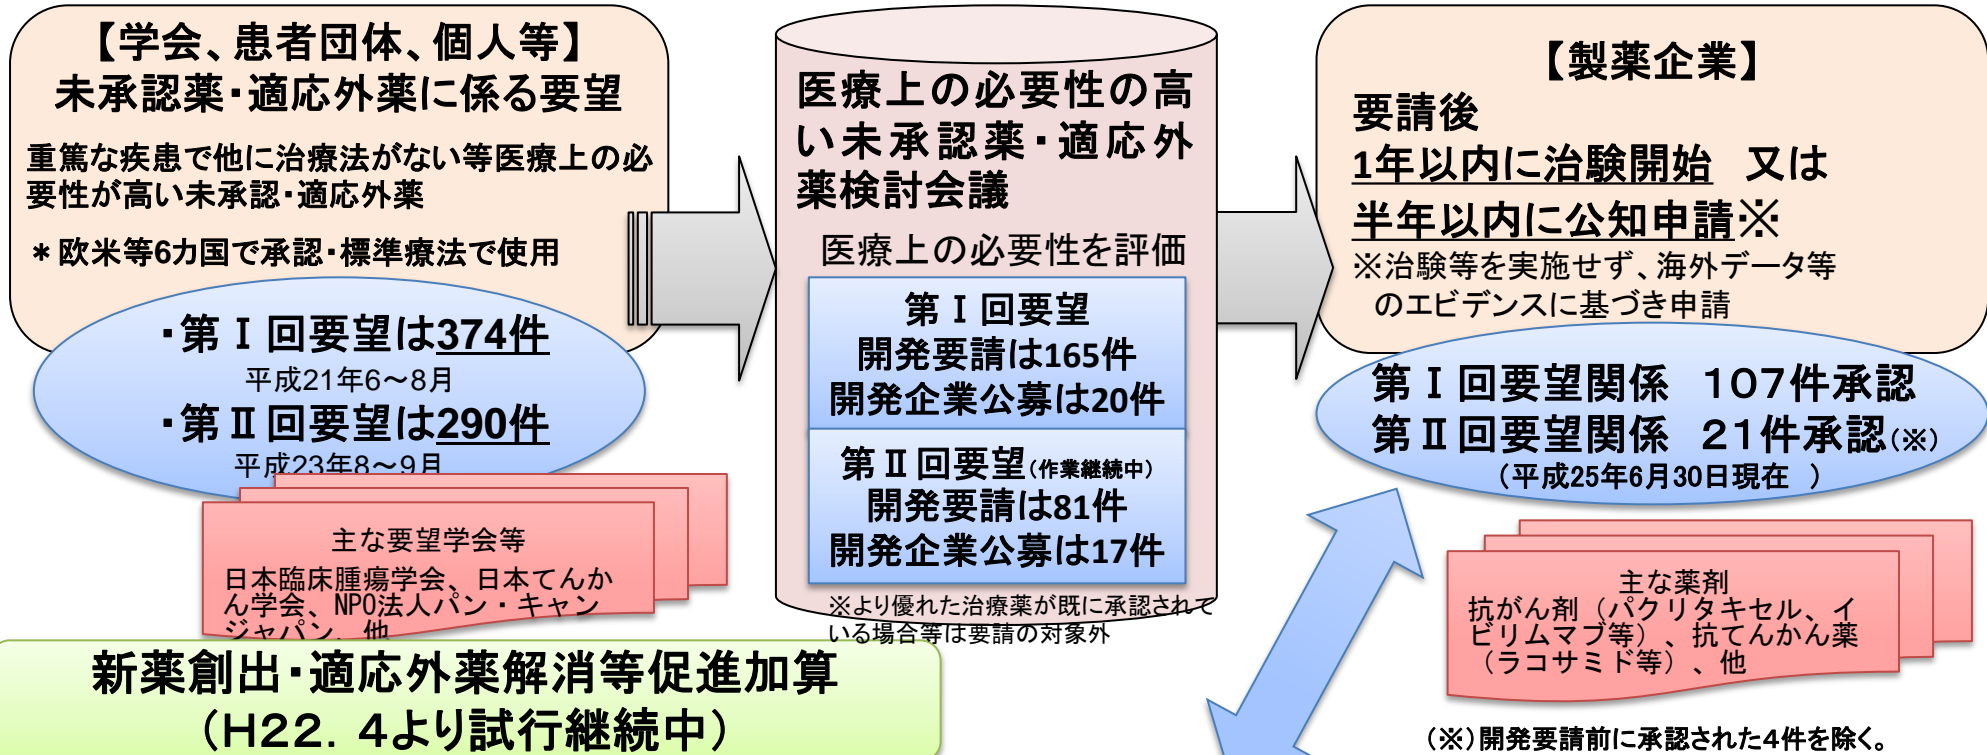 【学会、患者団体、個人等】
未承認薬・適応外薬に係る要望
重篤な疾患で他に治療法がない等医療上の必
要性が高い未承認・適応外薬
＊欧米等6カ国で承認・標準療法で使用
・第Ⅰ回要望は374件
平成21年6～8月
・第Ⅱ回要望は290件
平成23年8～9月
主な要望学会等
日本臨床腫瘍学会、日本てんか
ん学会、NPO法人パン・キャン
ジャパン、他
医療上の必要性の高
い未承認薬・適応外
薬検討会議
医療上の必要性を評価
第Ⅰ回要望
開発要請は165件
開発企業公募は20件
第Ⅱ回要望（作業継続中）
開発要請は81件
開発企業公募は17件
※より優れた治療薬が既に承認されて
いる場合等は要請の対象外
【製薬企業】
要請後
1年以内に治験開始　又は
半年以内に公知申請※
※治験等を実施せず、海外データ等
のエビデンスに基づき申請
第Ⅰ回要望関係　１０７件承認
第Ⅱ回要望関係　２１件承認（※）
（平成25年6月30日現在　）
主な薬剤
抗がん剤（パクリタキセル、イ
ピリムマブ等）、抗てんかん薬
（ラコサミド等）、他
（※）開発要請前に承認された4件を除く。
新薬創出・適応外薬解消等促進加算
（Ｈ２２．４より試行継続中）